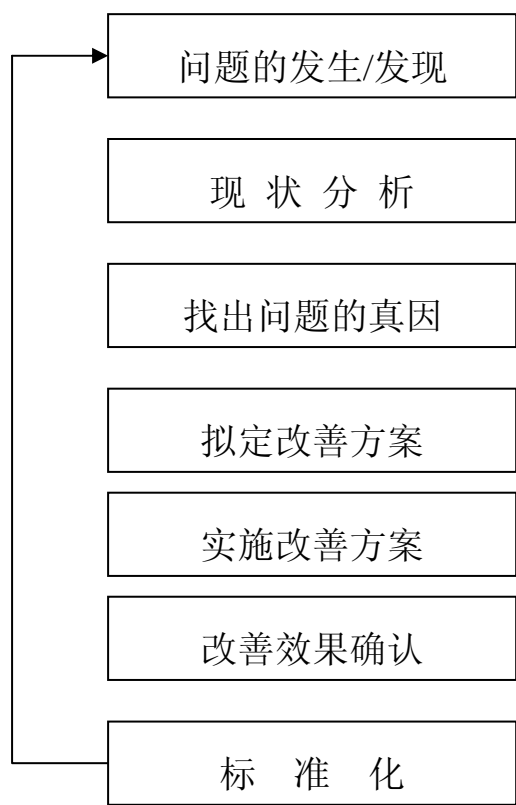 问题的发生/发现
现 状 分 析
找出问题的真因
拟定改善方案
实施改善方案
改善效果确认
标 准 化